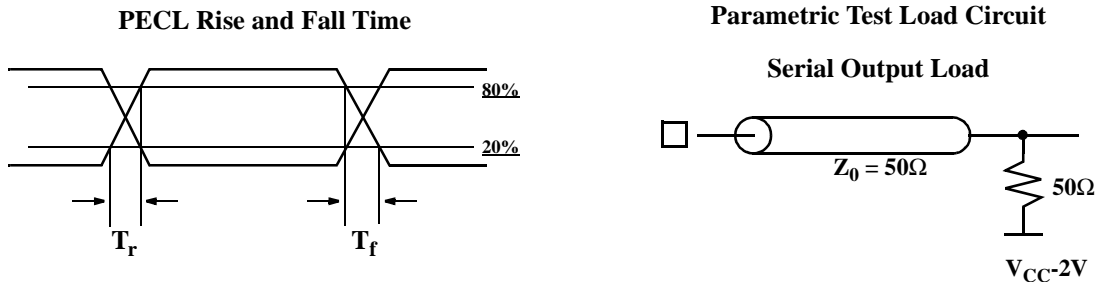 PECL Rise and Fall Time
80%
20%
Tr
Tf
Parametric Test Load Circuit
Serial Output Load
Z0 = 50Ω
50Ω
VCC-2V